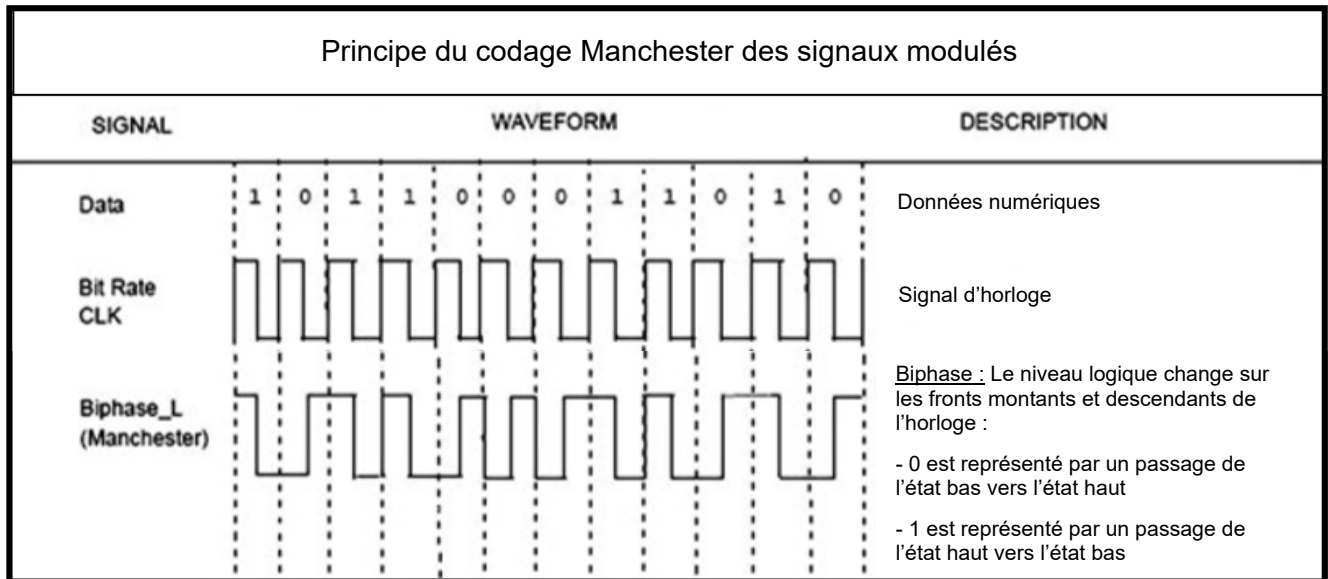 Principe du codage Manchester des signaux modulés
SIGNAL WAVEFORM DESCRIPTION
Data 1 0 1 1 0 0 0 1 1 0 1 0 Données numériques
Bit Rate
CLK
Signal d'horloge
Biphase_L
(Manchester)
Biphase : Le niveau logique change sur
les fronts montants et descendants de
l'horloge :
- 0 est représenté par un passage de
l'état bas vers l'état haut
- 1 est représenté par un passage de
l'état haut vers l'état bas